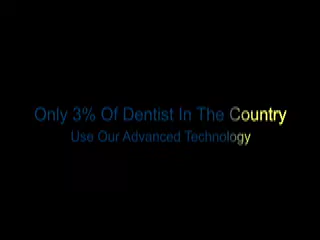 Only 3% Of Dentist In The Country
Use Our Advanced Technology